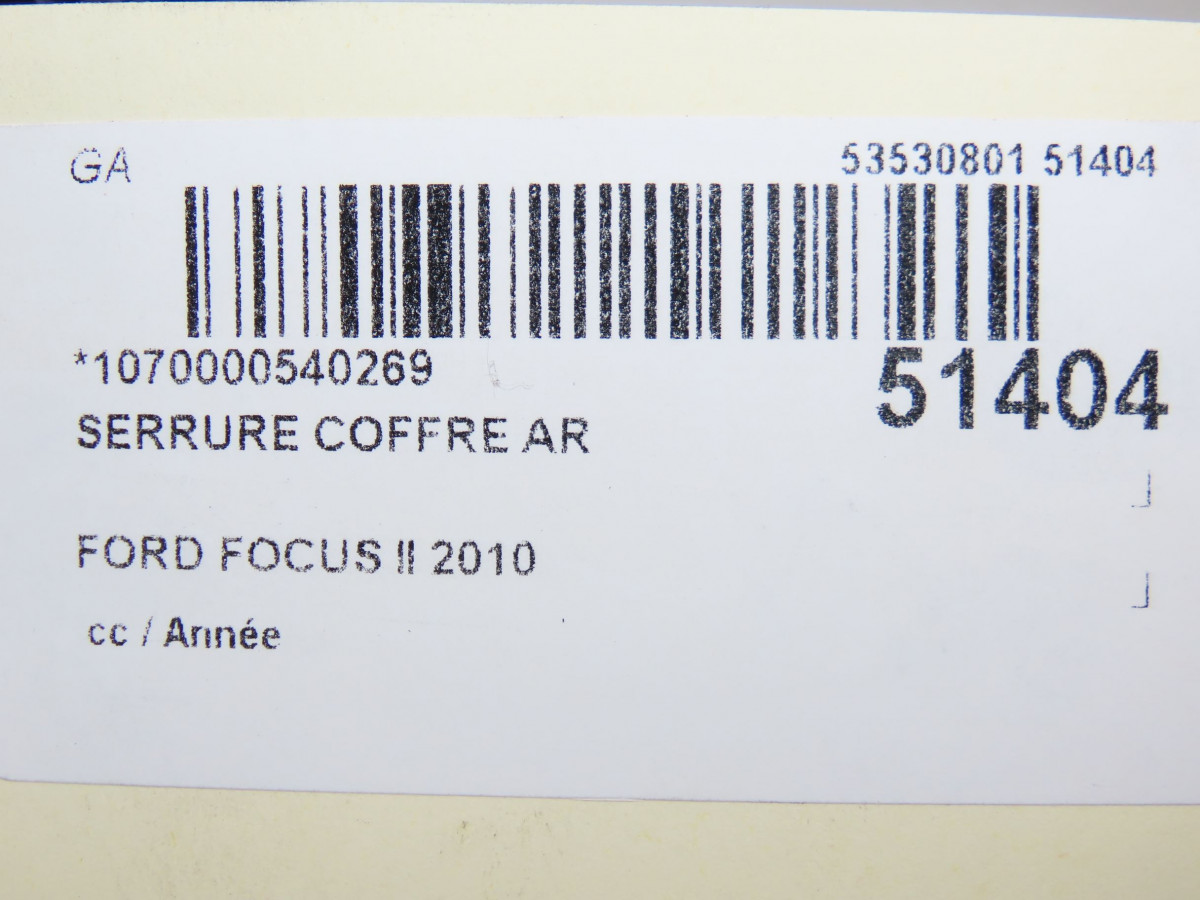 GA 53530801 51404
*1070000540269 51404
SERRURE COFFRE AR
FORD FOCUS II 2010
cc / Année